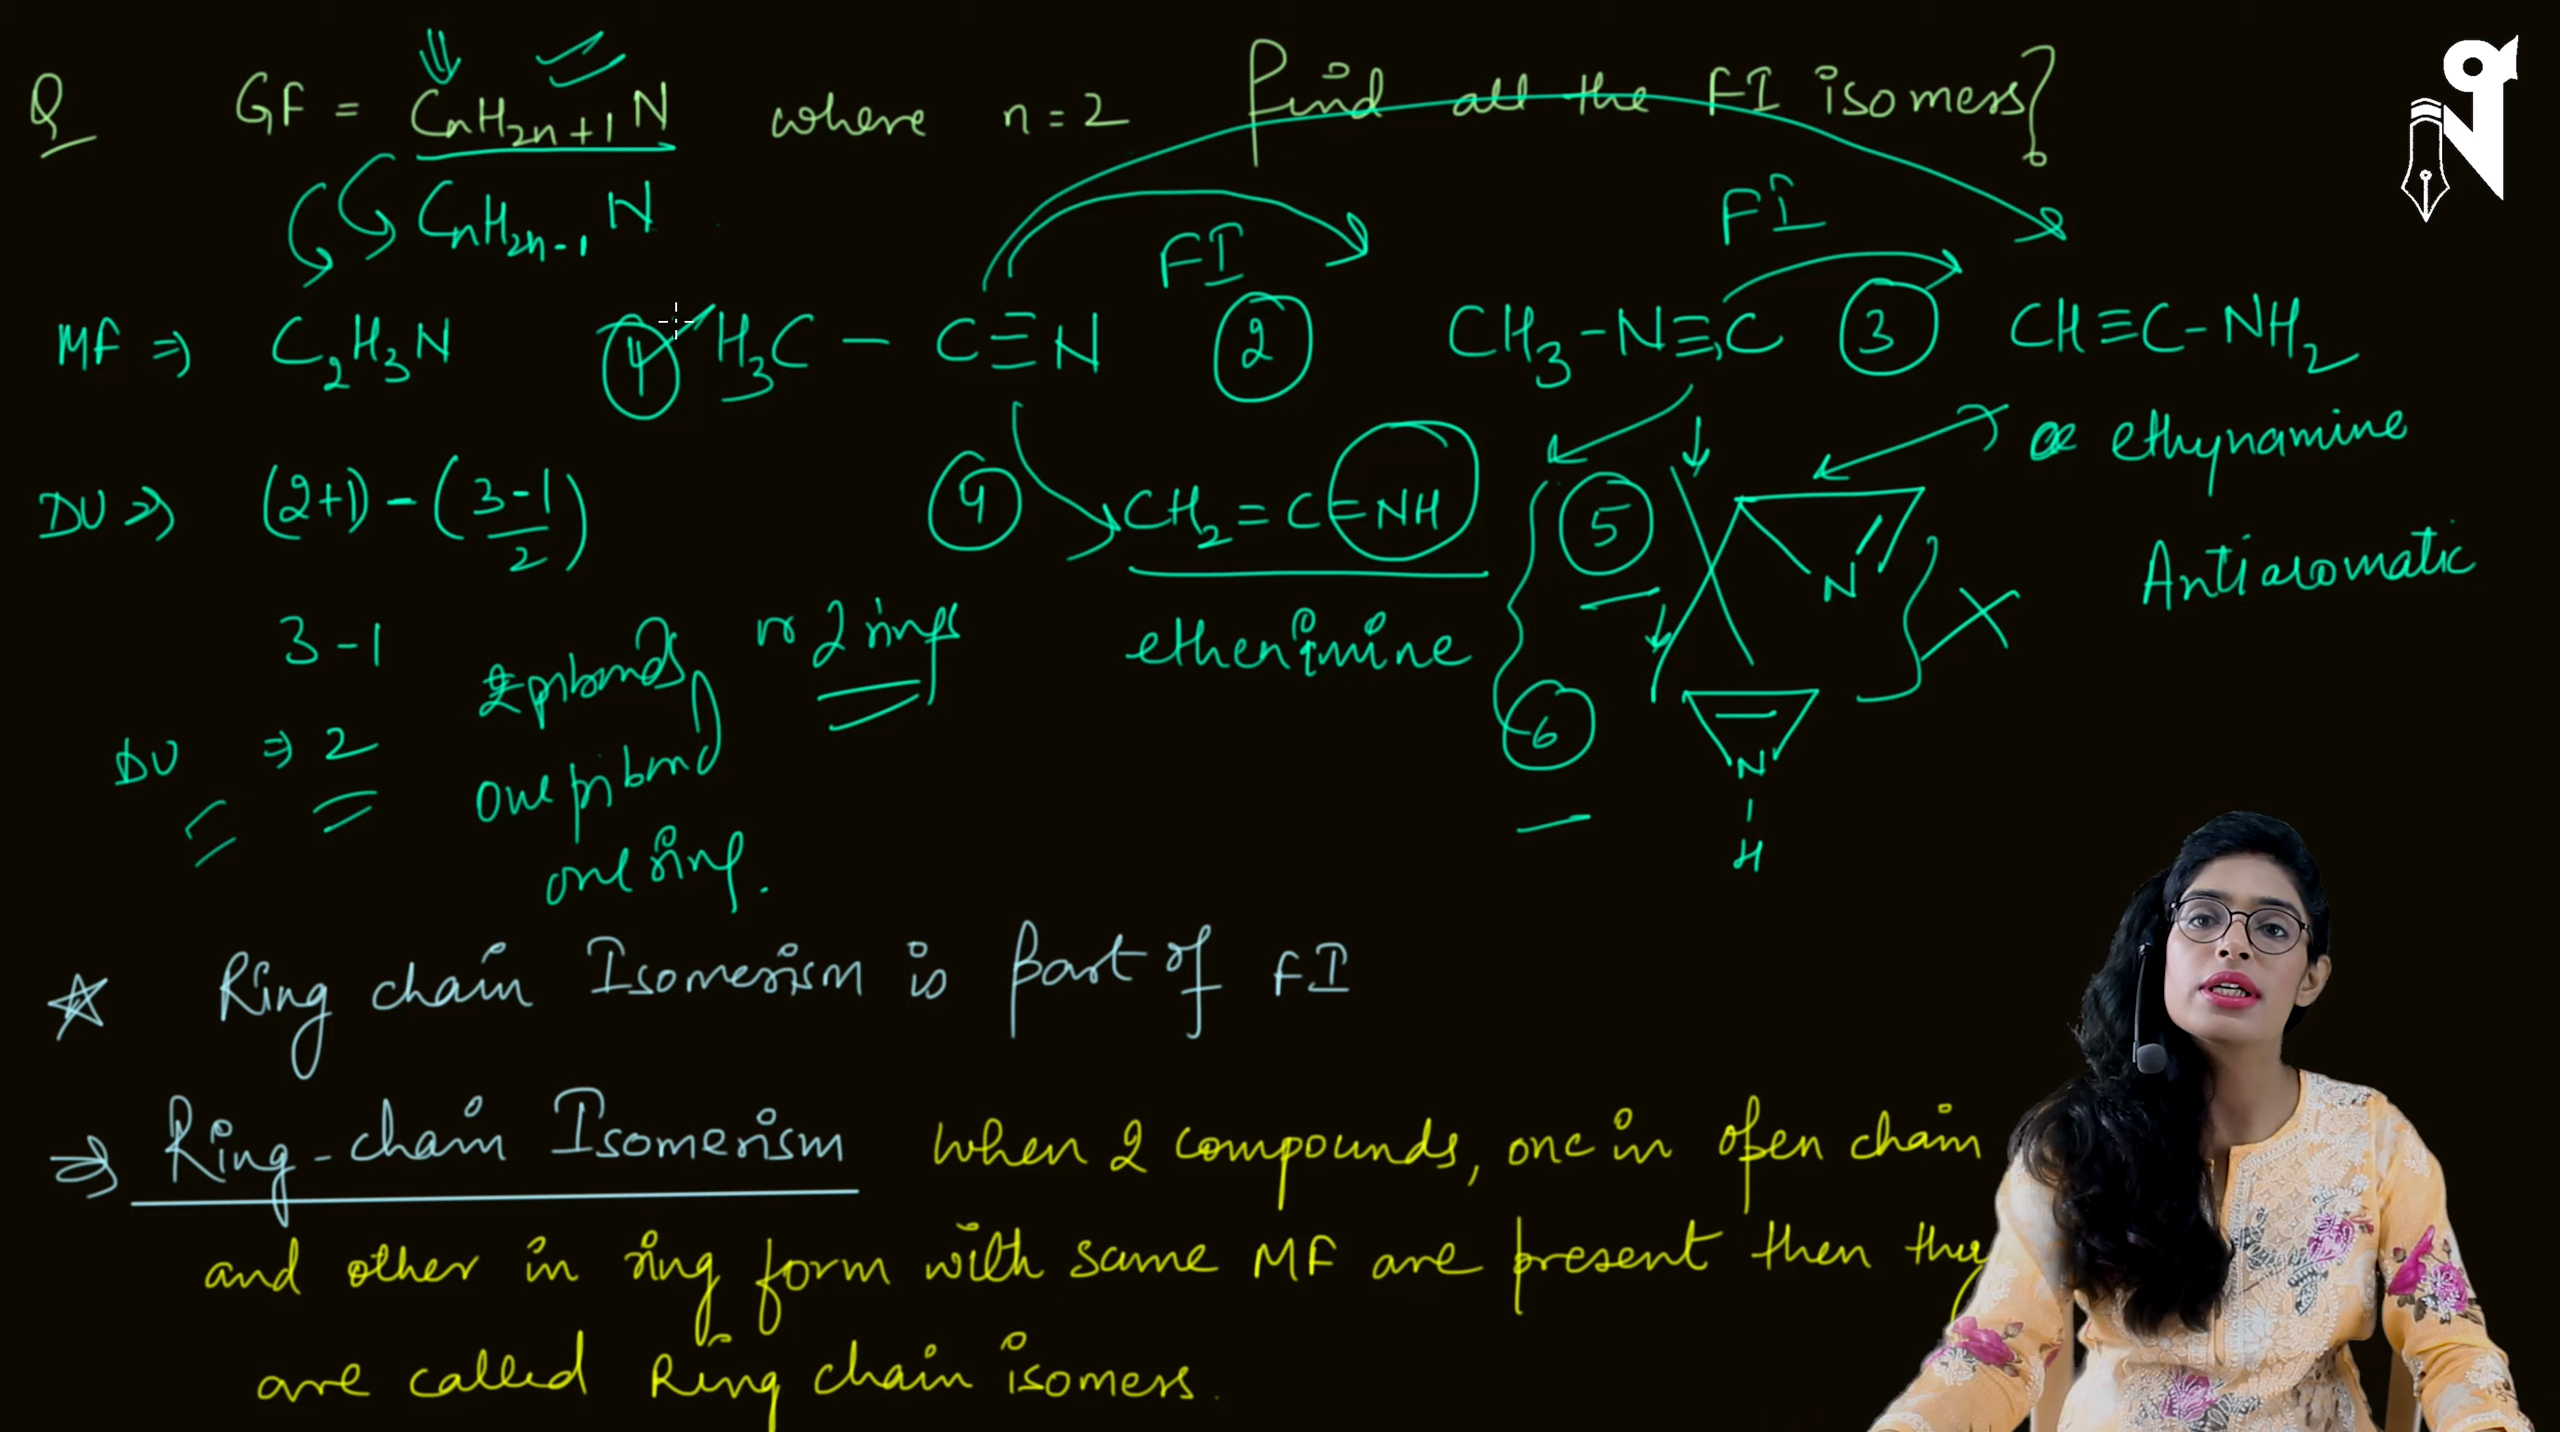 Q GF = CnH2n+1 N where n = 2 Find all the FI isomers?
CnH2n-1 N
FI FI
MF ⇒ C2H3N 1 H3C - C≡N 2 CH3 - N≡C 3 CH≡C - NH2
ethynamine
DU ⇒ (2+1) - (3-1/2) 4 CH2 = C = NH 5 N
Antiaromatic
3 - 1 2 pibonds or 2 rings ethenimine
DU ⇒ 2 one pi bond 6 N
H
one ring.
☆ Ring chain Isomerism is Part of FI
⇒ Ring-chain Isomerism When 2 compounds, one in open chain
and other in ring form with same MF are present then they
are called Ring chain isomers.